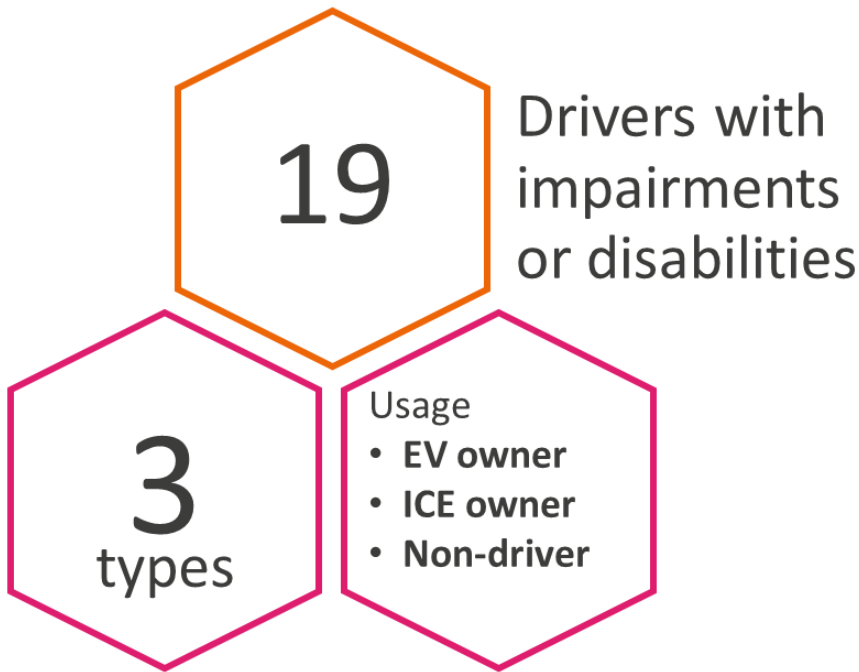 19
Drivers with
impairments
or disabilities
3
types
Usage
• EV owner
• ICE owner
• Non-driver